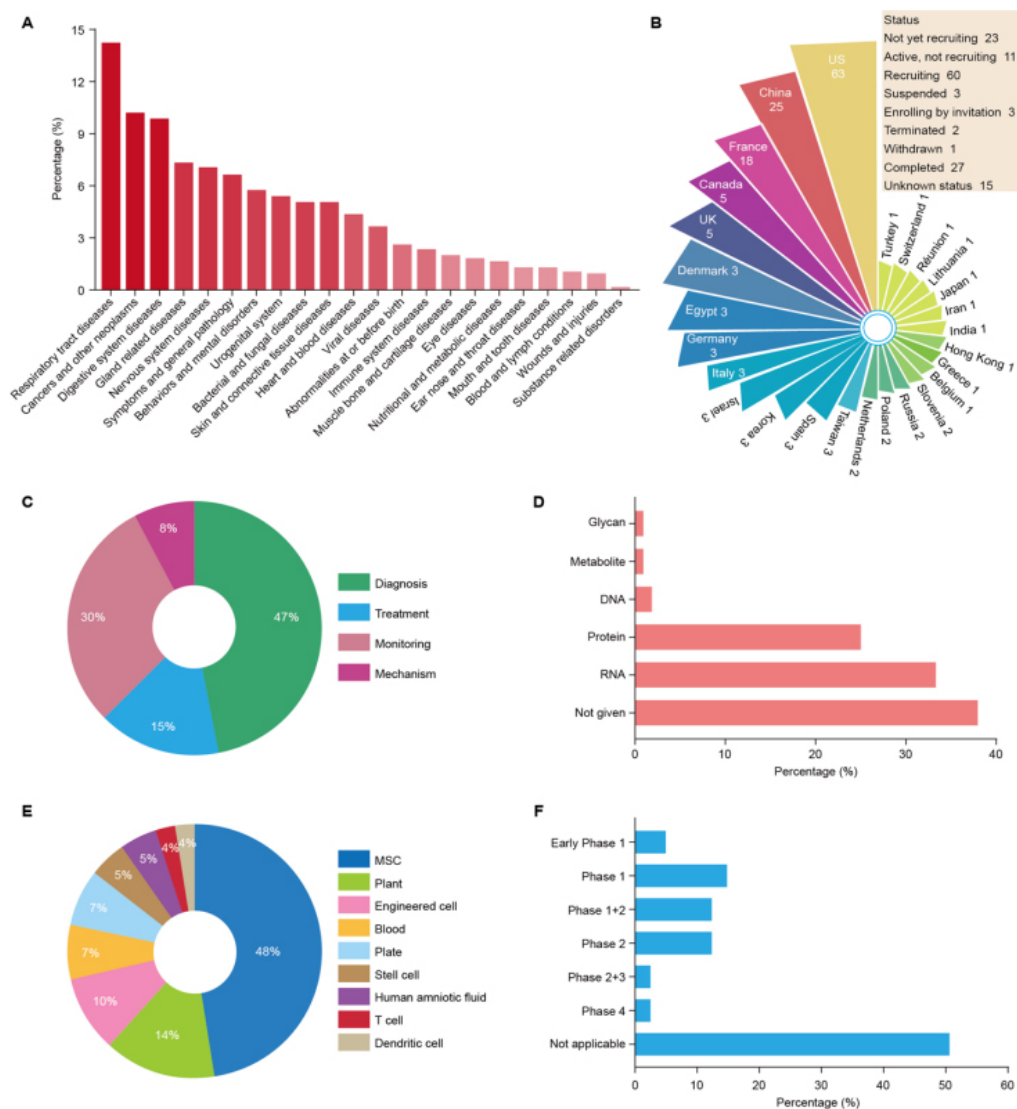 A
Percentage (%)
15
12
9
6
3
0
Respiratory tract diseases
Cancers and other neoplasms
Digestive system diseases
Gland related diseases
Nervous system diseases
Symptoms and general pathology
Behaviors and mental disorders
Urogenital system
Bacterial and fungal diseases
Skin and connective tissue diseases
Heart and blood diseases
Viral diseases
Abnormalities at or before birth
Immune system diseases
Muscle bone and cartilage diseases
Eye diseases
Nutritional and metabolic diseases
Ear nose and throat diseases
Mouth and tooth diseases
Blood and lymph conditions
Wounds and injuries
Substance related disorders
B
Status
Not yet recruiting 23
Active, not recruiting 11
Recruiting 60
Suspended 3
Enrolling by invitation 3
Terminated 2
Withdrawn 1
Completed 27
Unknown status 15
US
63
China
25
France
18
Canada
5
UK
5
Denmark 3
Egypt 3
Germany
3
Italy 3
Israel 3
Korea 3
Spain 3
Taiwan 3
Netherlands 2
Poland 2
Russia 2
Slovenia 2
Belgium 1
Greece 1
Hong Kong 1
India 1
Iran 1
Japan 1
Lithuania 1
Réunion 1
Switzerland 1
Turkey 1
C
8%
30%
47%
15%
Diagnosis
Treatment
Monitoring
Mechanism
D
Glycan
Metabolite
DNA
Protein
RNA
Not given
0
10
20
30
40
Percentage (%)
E
4%
4%
5%
5%
7%
7%
10%
14%
48%
MSC
Plant
Engineered cell
Blood
Plate
Stell cell
Human amniotic fluid
T cell
Dendritic cell
F
Early Phase 1
Phase 1
Phase 1+2
Phase 2
Phase 2+3
Phase 4
Not applicable
0
10
20
30
40
50
60
Percentage (%)